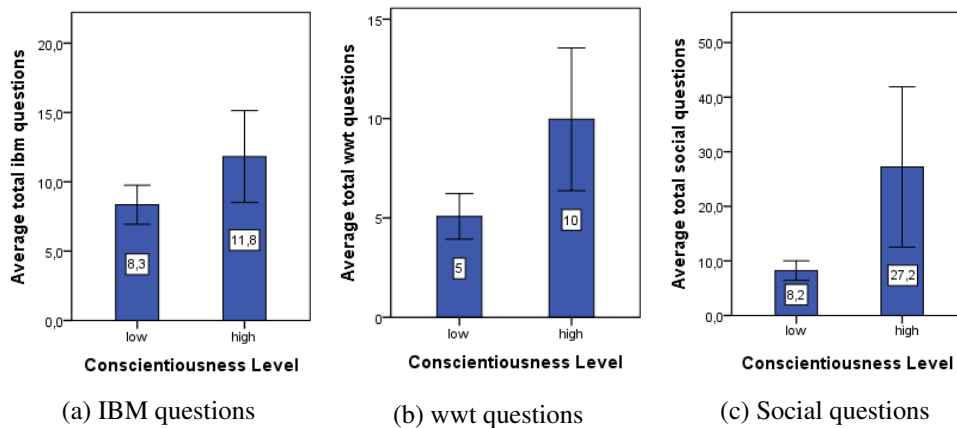 Average total ibm questions
20,0
15,0
10,0
5,0
0,0
8,3
11,8
low
high
Conscientiousness Level
(a) IBM questions
Average total wwt questions
15
10
5
0
5
10
low
high
Conscientiousness Level
(b) wwt questions
Average total social questions
50,0
40,0
30,0
20,0
10,0
0,0
8,2
27,2
low
high
Conscientiousness Level
(c) Social questions